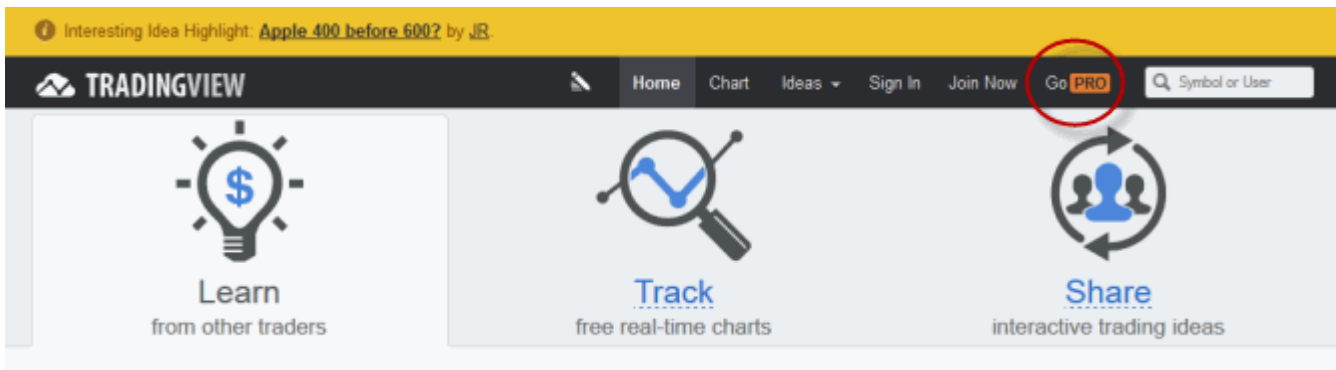 Interesting Idea Highlight: Apple 400 before 600? by JR.
TRADINGVIEW Home Chart Ideas Sign In Join Now Go PRO Symbol or User
$
Learn Track Share
from other traders free real-time charts interactive trading ideas